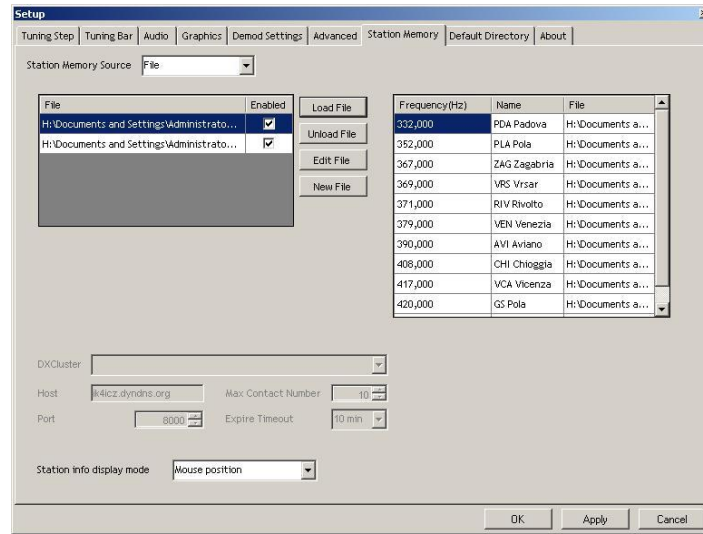 Setup
Tuning Step Tuning Bar Audio Graphics Demod Settings Advanced Station Memory Default Directory About
Station Memory Source File
File Enabled
H:\Documents and Settings\Administrato...
H:\Documents and Settings\Administrato...
Load File
Unload File
Edit File
New File
Frequency(Hz) Name File
332,000 PDA Padova H:\Documents a...
352,000 PLA Pola H:\Documents a...
367,000 ZAG Zagabria H:\Documents a...
369,000 VRS Vrsar H:\Documents a...
371,000 RIV Rivolto H:\Documents a...
379,000 VEN Venezia H:\Documents a...
390,000 AVI Aviano H:\Documents a...
408,000 CHI Chioggia H:\Documents a...
417,000 VCA Vicenza H:\Documents a...
420,000 GS Pola H:\Documents a...
DXCluster
Host ik4icz.dyndns.org Max Contact Number 10
Port 8000 Expire Timeout 10 min
Station info display mode Mouse position
OK Apply Cancel